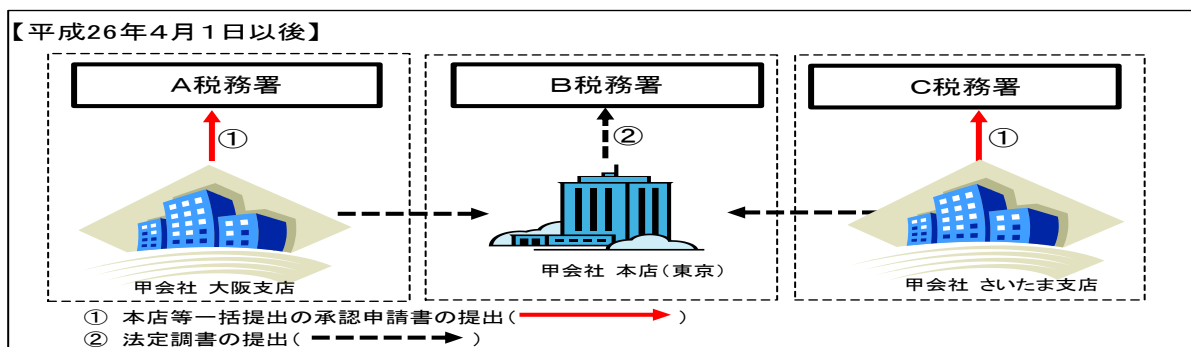 【平成26年4月1日以後】
A税務署
B税務署
C税務署
①
②
①
甲会社 大阪支店
甲会社 本店(東京)
甲会社 さいたま支店
① 本店等一括提出の承認申請書の提出( )
② 法定調書の提出( )